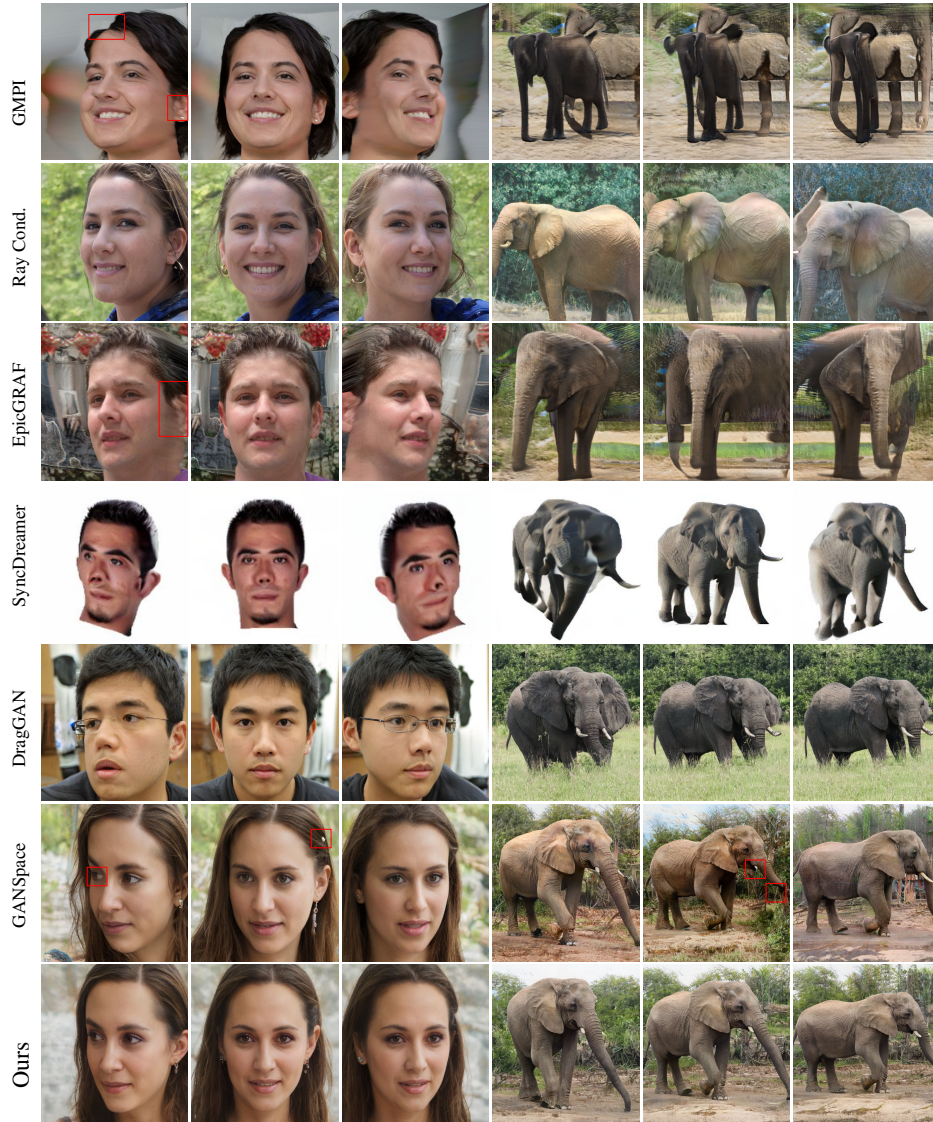 GMPI
Ray Cond.
EpicGRAF
SyncDreamer
DragGAN
GANSpace
Ours